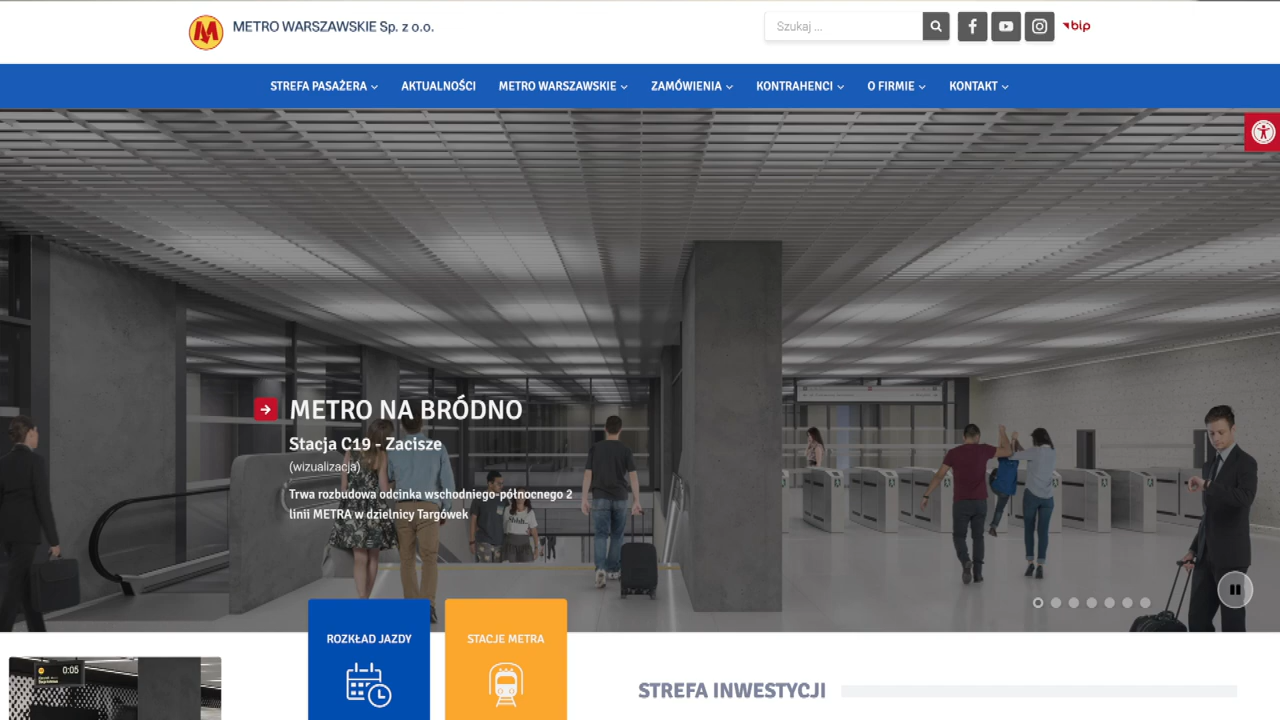 METRO WARSZAWSKIE Sp. z o.o.
Szukaj ...
bip
STREFA PASAŻERA
AKTUALNOŚCI
METRO WARSZAWSKIE
ZAMÓWIENIA
KONTRAHENCI
O FIRMIE
KONTAKT
METRO NA BRÓDNO
Stacja C19 - Zacisze
(wizualizacja)
Trwa rozbudowa odcinka wschodniego-północnego 2
linii METRA w dzielnicy Targówek
ROZKŁAD JAZDY
STACJE METRA
0:05
STREFA INWESTYCJI